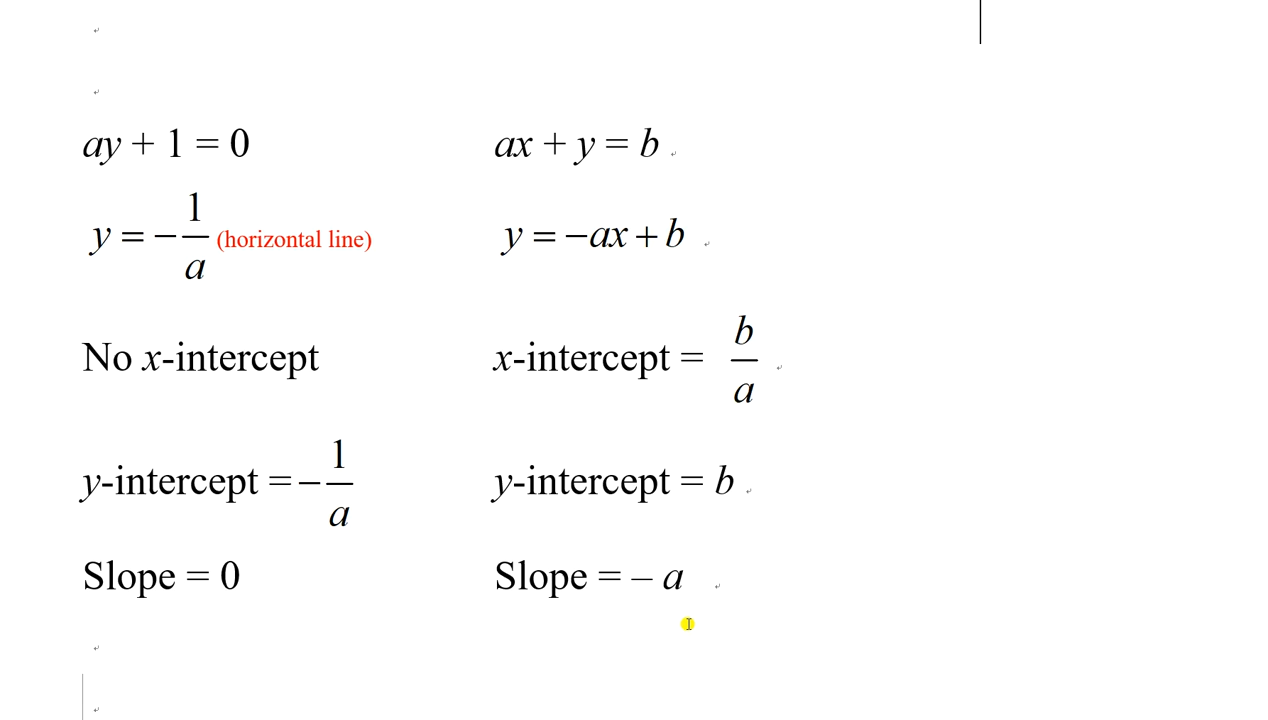 ay + 1 = 0
ax + y = b
y = −1/a (horizontal line)
y = −ax + b
No x-intercept
x-intercept = b/a
y-intercept = −1/a
y-intercept = b
Slope = 0
Slope = – a